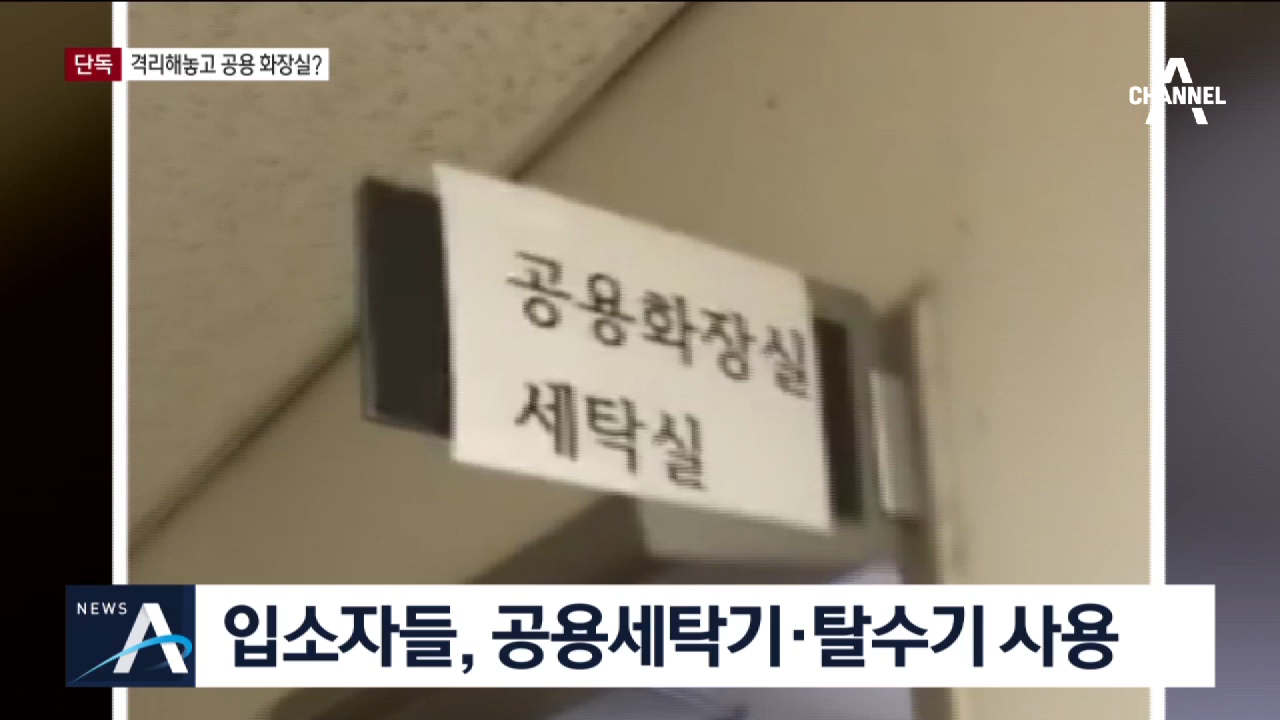 단독 격리해놓고 공용 화장실?
CHANNEL A
공용화장실
세탁실
NEWS A
입소자들, 공용세탁기·탈수기 사용